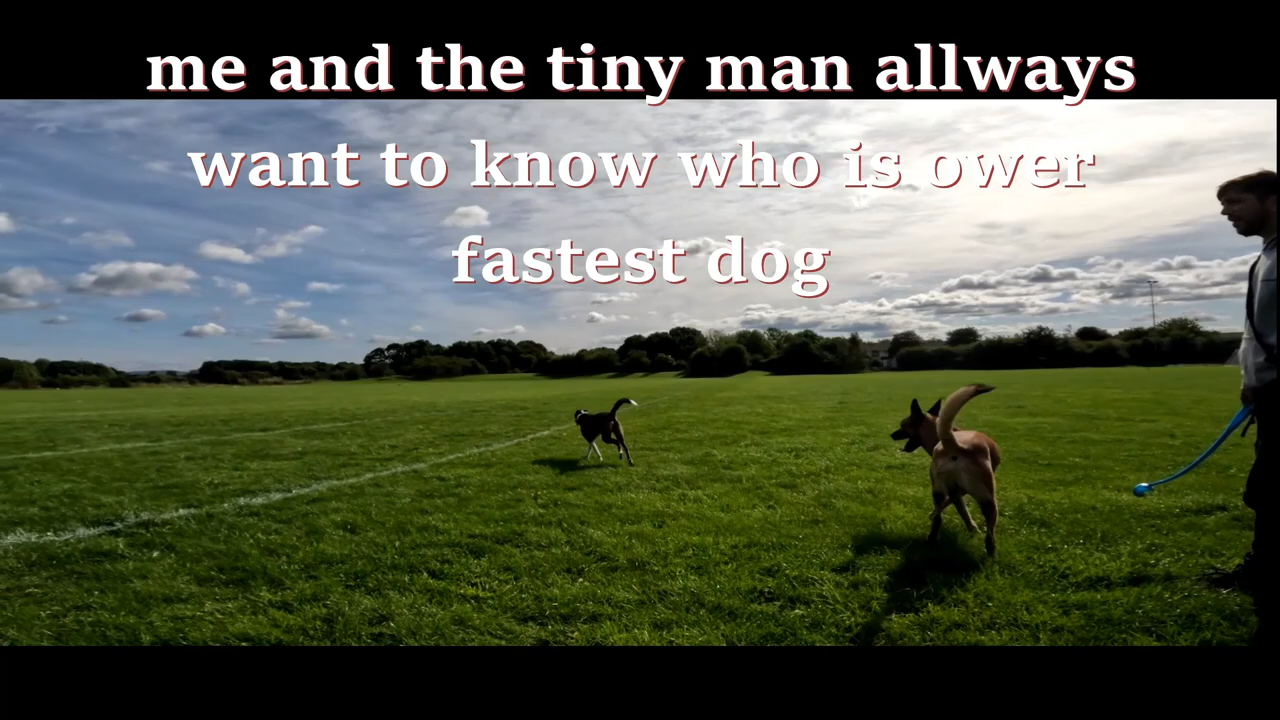 me and the tiny man allways
want to know who is ower
fastest dog